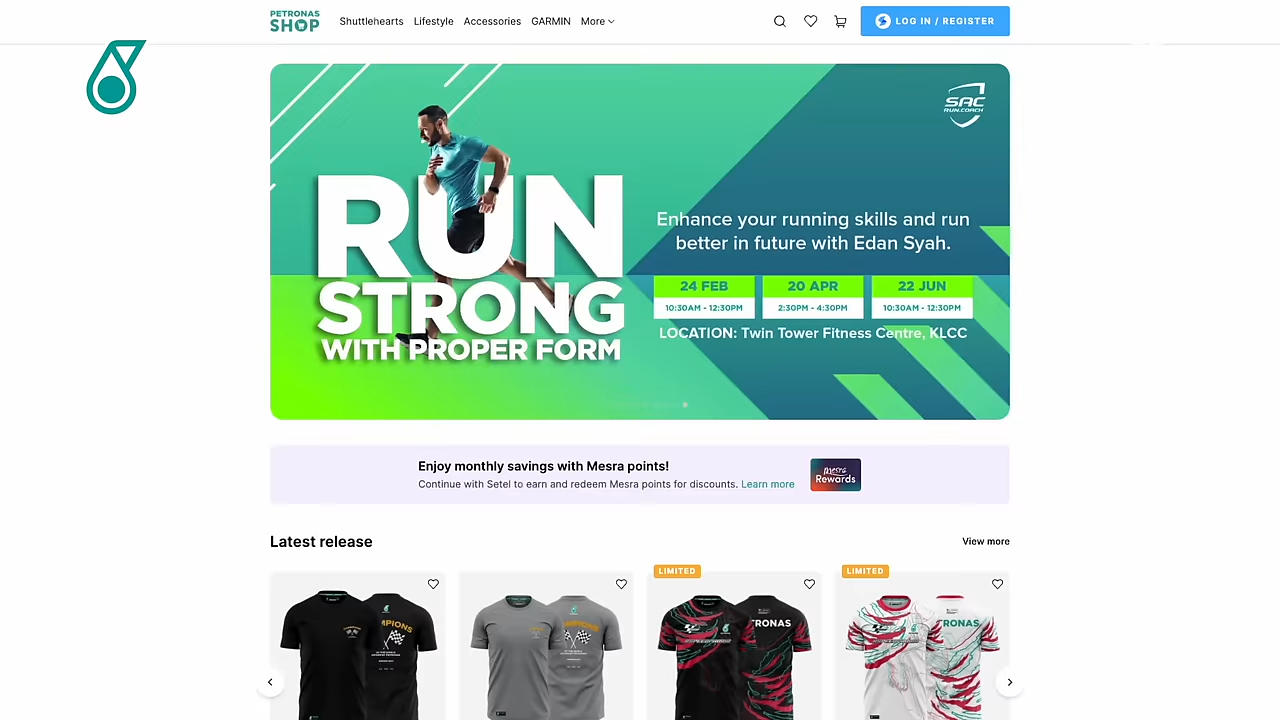 PETRONAS
SHOP
Shuttlehearts
Lifestyle
Accessories
GARMIN
More
LOG IN / REGISTER
SAC
RUN.COACH
RUN
STRONG
WITH PROPER FORM
Enhance your running skills and run
better in future with Edan Syah.
24 FEB
20 APR
22 JUN
10:30AM - 12:30PM
2:30PM - 4:30PM
10:30AM - 12:30PM
LOCATION: Twin Tower Fitness Centre, KLCC
Enjoy monthly savings with Mesra points!
Continue with Setel to earn and redeem Mesra points for discounts. Learn more
mesra
Rewards
Latest release
View more
LIMITED
LIMITED
MPIONS
TRONAS
TRONAS